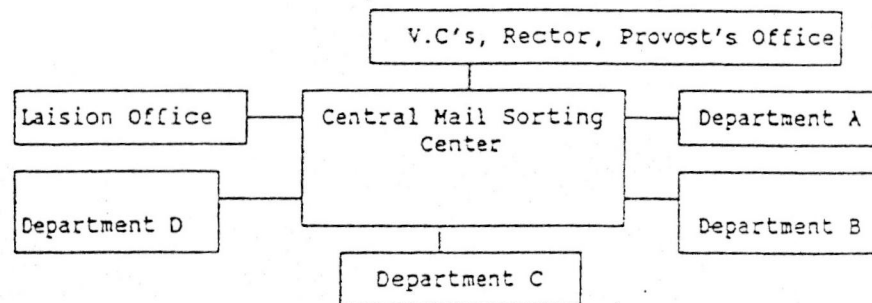 V.C's, Rector, Provost's Office
Laision Office
Central Mail Sorting
Center
Department A
Department D
Department B
Department C